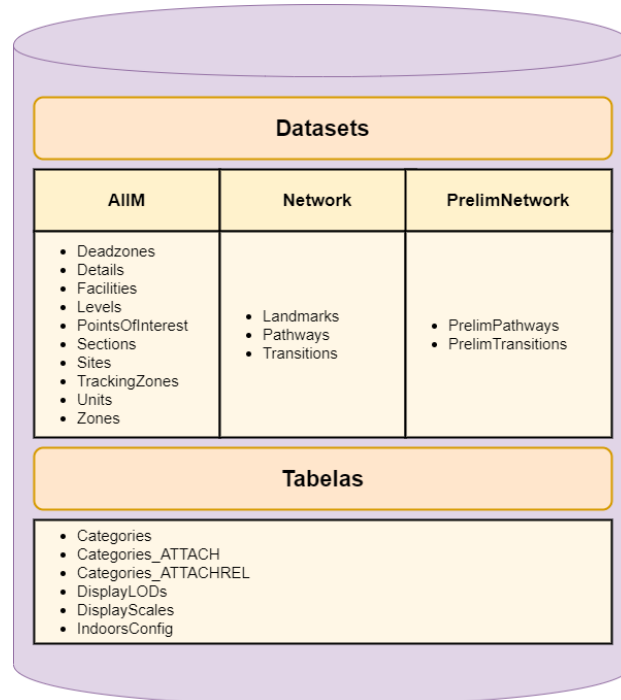 Datasets
AIIM
Network
PrelimNetwork
Deadzones
Details
Facilities
Levels
PointsOfInterest
Sections
Sites
TrackingZones
Units
Zones
Landmarks
Pathways
Transitions
PrelimPathways
PrelimTransitions
Tabelas
Categories
Categories_ATTACH
Categories_ATTACHREL
DisplayLODs
DisplayScales
IndoorsConfig